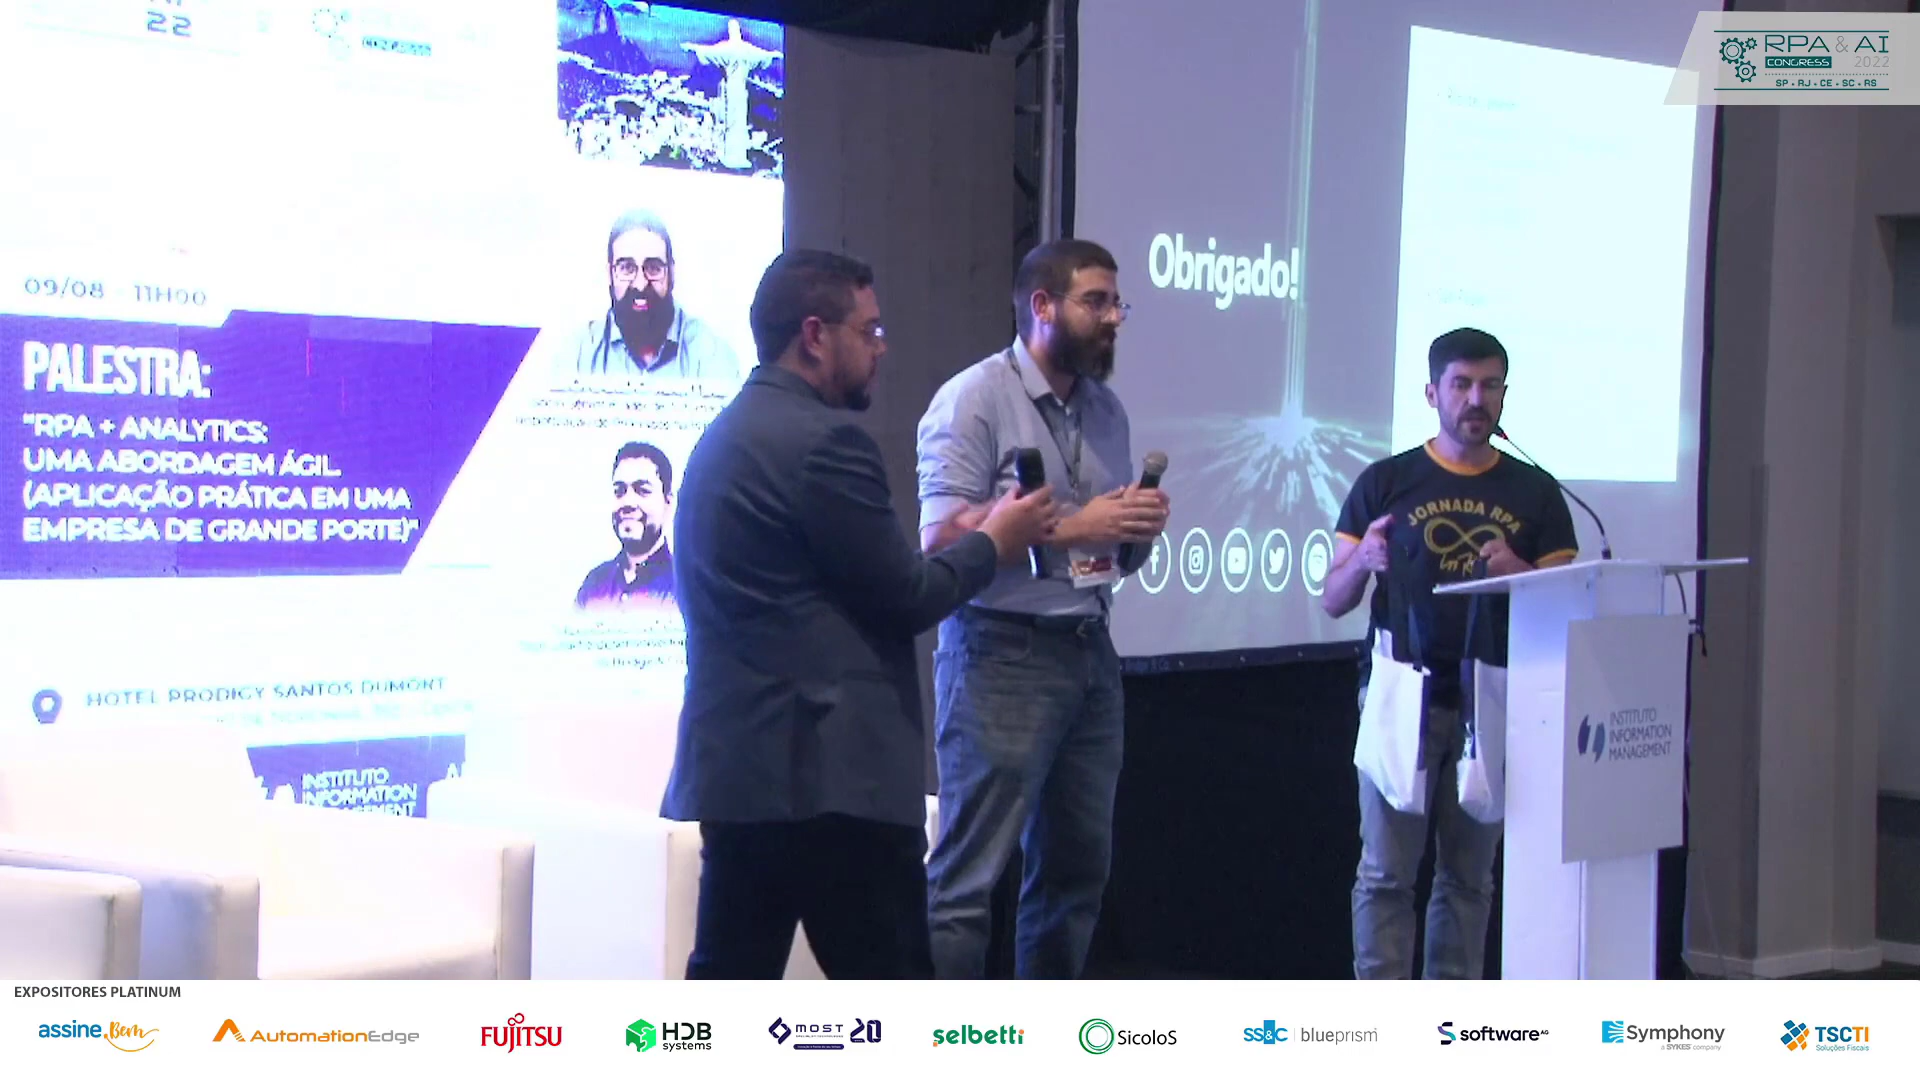 22
RPA & AI
CONGRESS 2022
SP • RJ • CE • SC • RS
09/08 - 11H00
PALESTRA:
"RPA + ANALYTICS:
UMA ABORDAGEM ÁGIL.
(APLICAÇÃO PRÁTICA EM UMA
EMPRESA DE GRANDE PORTE)"
HOTEL PRODIGY SANTOS DUMONT
INSTITUTO
INFORMATION
MANAGEMENT
Obrigado!
JORNADA RPA
INSTITUTO
INFORMATION
MANAGEMENT
EXPOSITORES PLATINUM
assine.Bem
AutomationEdge
FUJITSU
HDB
systems
MOST 20
selbetti
SicoloS
SS&C | blueprism
software AG
Symphony
a SYKES company
TSCTI
Soluções Fiscais